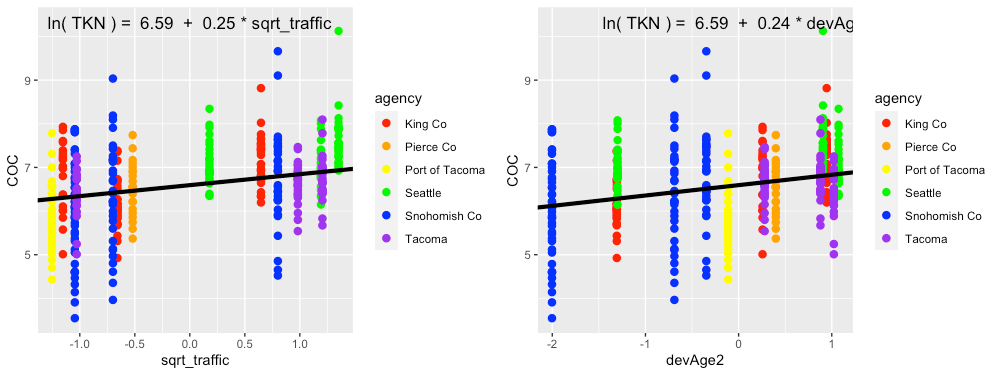 ln( TKN ) = 6.59 + 0.25 * sqrt_traffic
9
7
5
COC
-1.0
-0.5
0.0
0.5
1.0
sqrt_traffic
agency
King Co
Pierce Co
Port of Tacoma
Seattle
Snohomish Co
Tacoma
ln( TKN ) = 6.59 + 0.24 * devAg
9
7
5
COC
-2
-1
0
1
devAge2
agency
King Co
Pierce Co
Port of Tacoma
Seattle
Snohomish Co
Tacoma